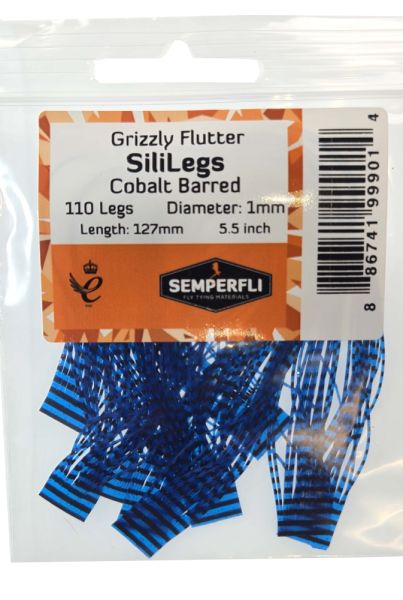 Grizzly Flutter
SiliLegs
Cobalt Barred
110 Legs Diameter: 1mm
Length: 127mm 5.5 inch
e
SEMPERFLI
FLY TYING MATERIALS
8 86741 99901 4